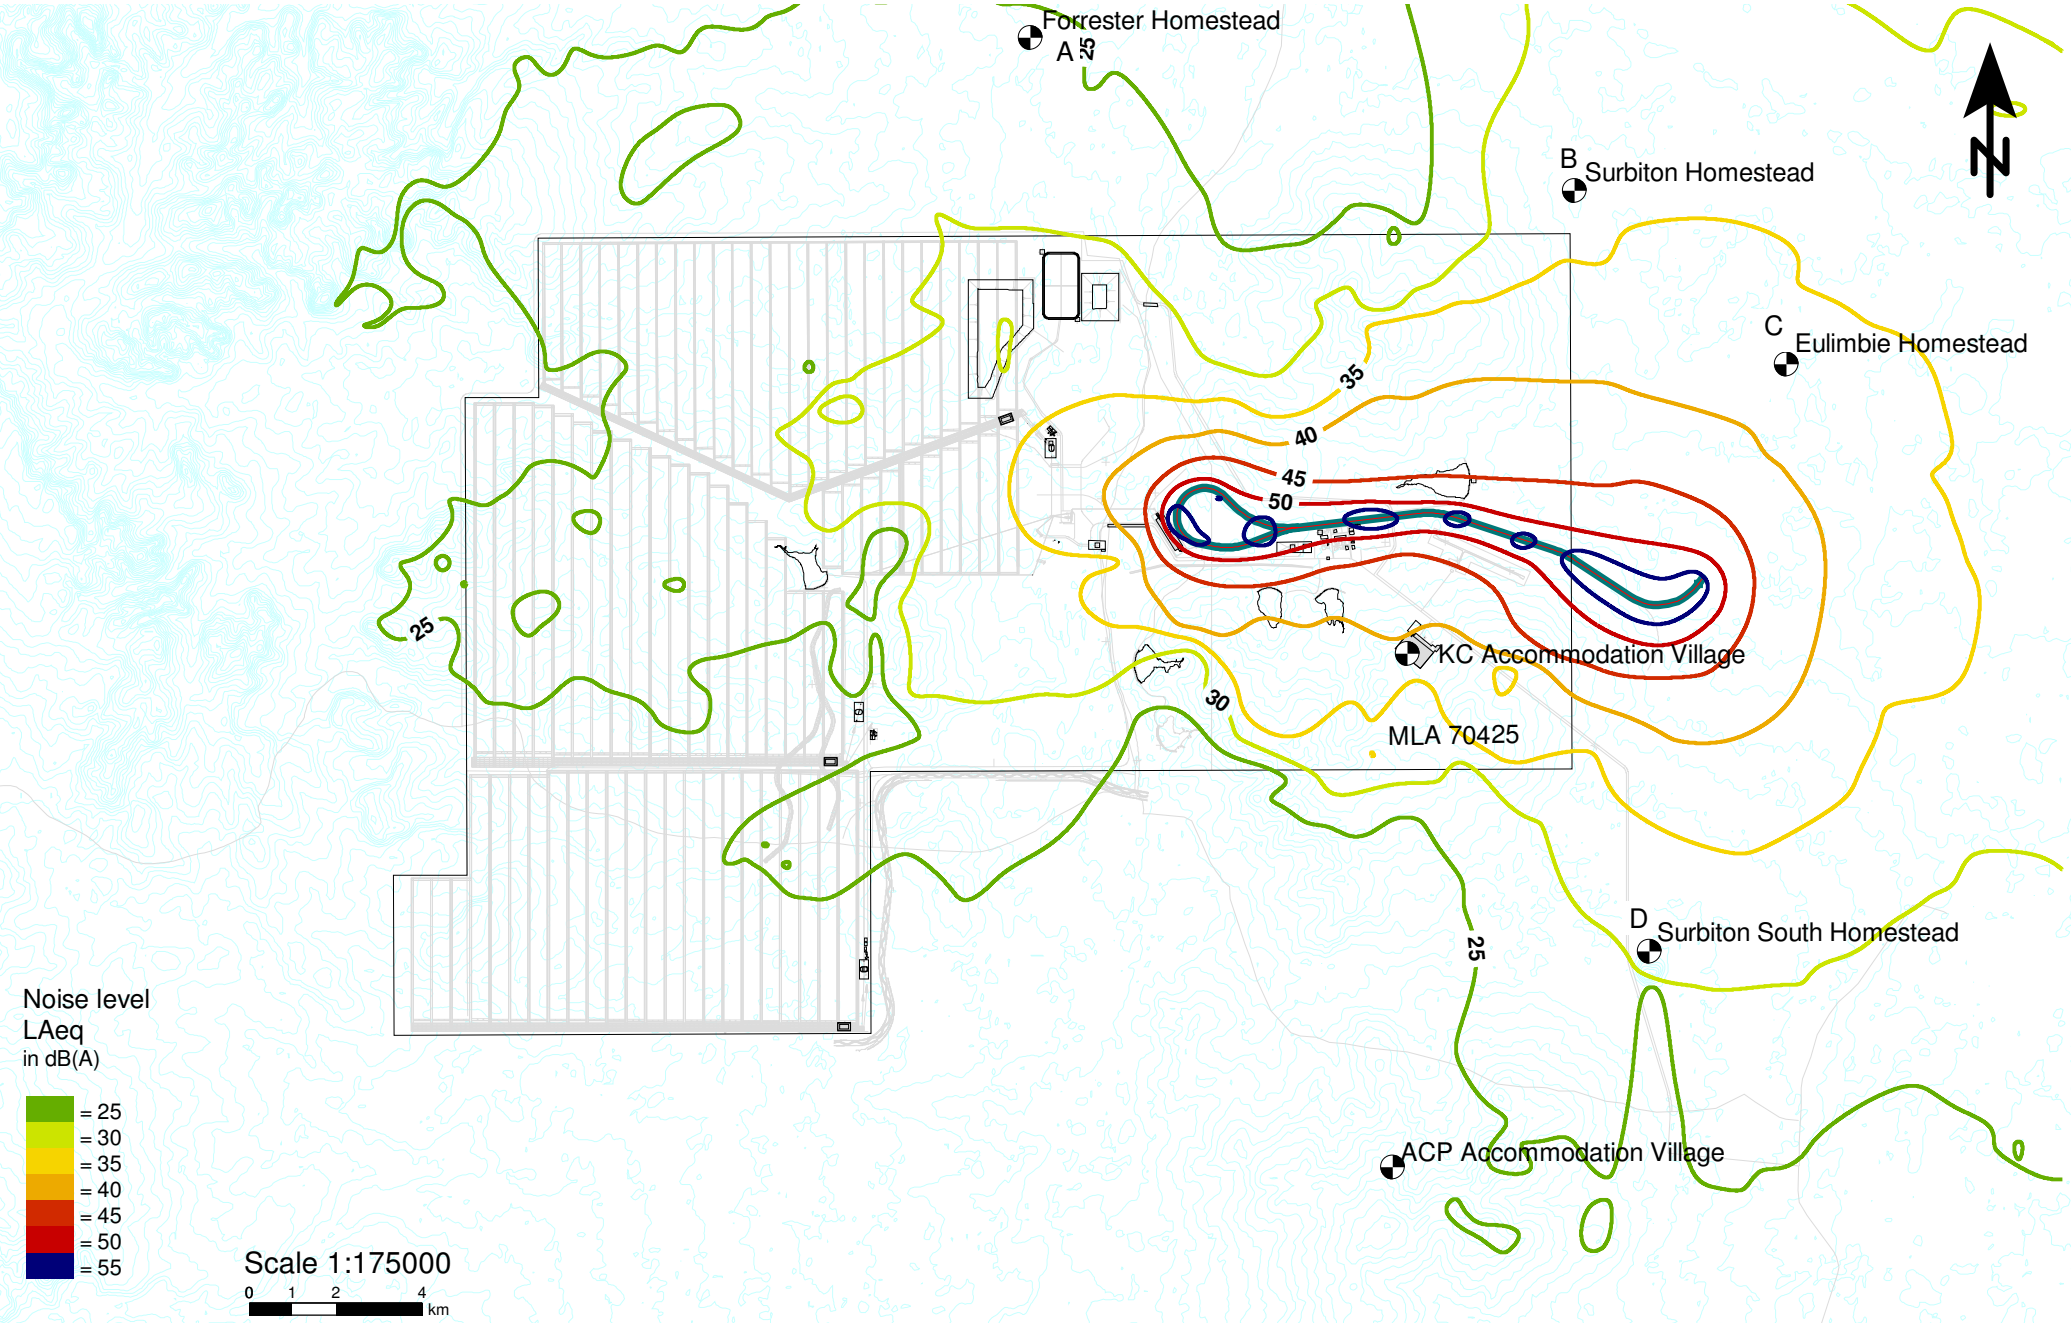 Forrester Homestead
A
25
B
Surbiton Homestead
N
C
Eulimbie Homestead
35
40
45
50
25
KC Accommodation Village
30
MLA 70425
D
Surbiton South Homestead
25
Noise level
LAeq
in dB(A)
= 25
= 30
= 35
= 40
= 45
= 50
= 55
ACP Accommodation Village
Scale 1:175000
0 1 2 4
km